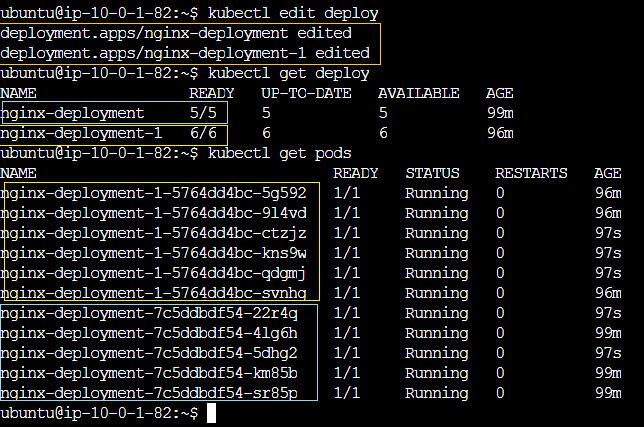 ubuntu@ip-10-0-1-82:~$ kubectl edit deploy
deployment.apps/nginx-deployment edited
deployment.apps/nginx-deployment-1 edited
ubuntu@ip-10-0-1-82:~$ kubectl get deploy
NAME READY UP-TO-DATE AVAILABLE AGE
nginx-deployment 5/5 5 5 99m
nginx-deployment-1 6/6 6 6 96m
ubuntu@ip-10-0-1-82:~$ kubectl get pods
NAME READY STATUS RESTARTS AGE
nginx-deployment-1-5764dd4bc-5g592 1/1 Running 0 96m
nginx-deployment-1-5764dd4bc-9l4vd 1/1 Running 0 96m
nginx-deployment-1-5764dd4bc-ctzjz 1/1 Running 0 97s
nginx-deployment-1-5764dd4bc-kns9w 1/1 Running 0 97s
nginx-deployment-1-5764dd4bc-qdgmj 1/1 Running 0 97s
nginx-deployment-1-5764dd4bc-svnhg 1/1 Running 0 96m
nginx-deployment-7c5ddbdf54-22r4q 1/1 Running 0 97s
nginx-deployment-7c5ddbdf54-4lg6h 1/1 Running 0 99m
nginx-deployment-7c5ddbdf54-5dhg2 1/1 Running 0 97s
nginx-deployment-7c5ddbdf54-km85b 1/1 Running 0 99m
nginx-deployment-7c5ddbdf54-sr85p 1/1 Running 0 99m
ubuntu@ip-10-0-1-82:~$